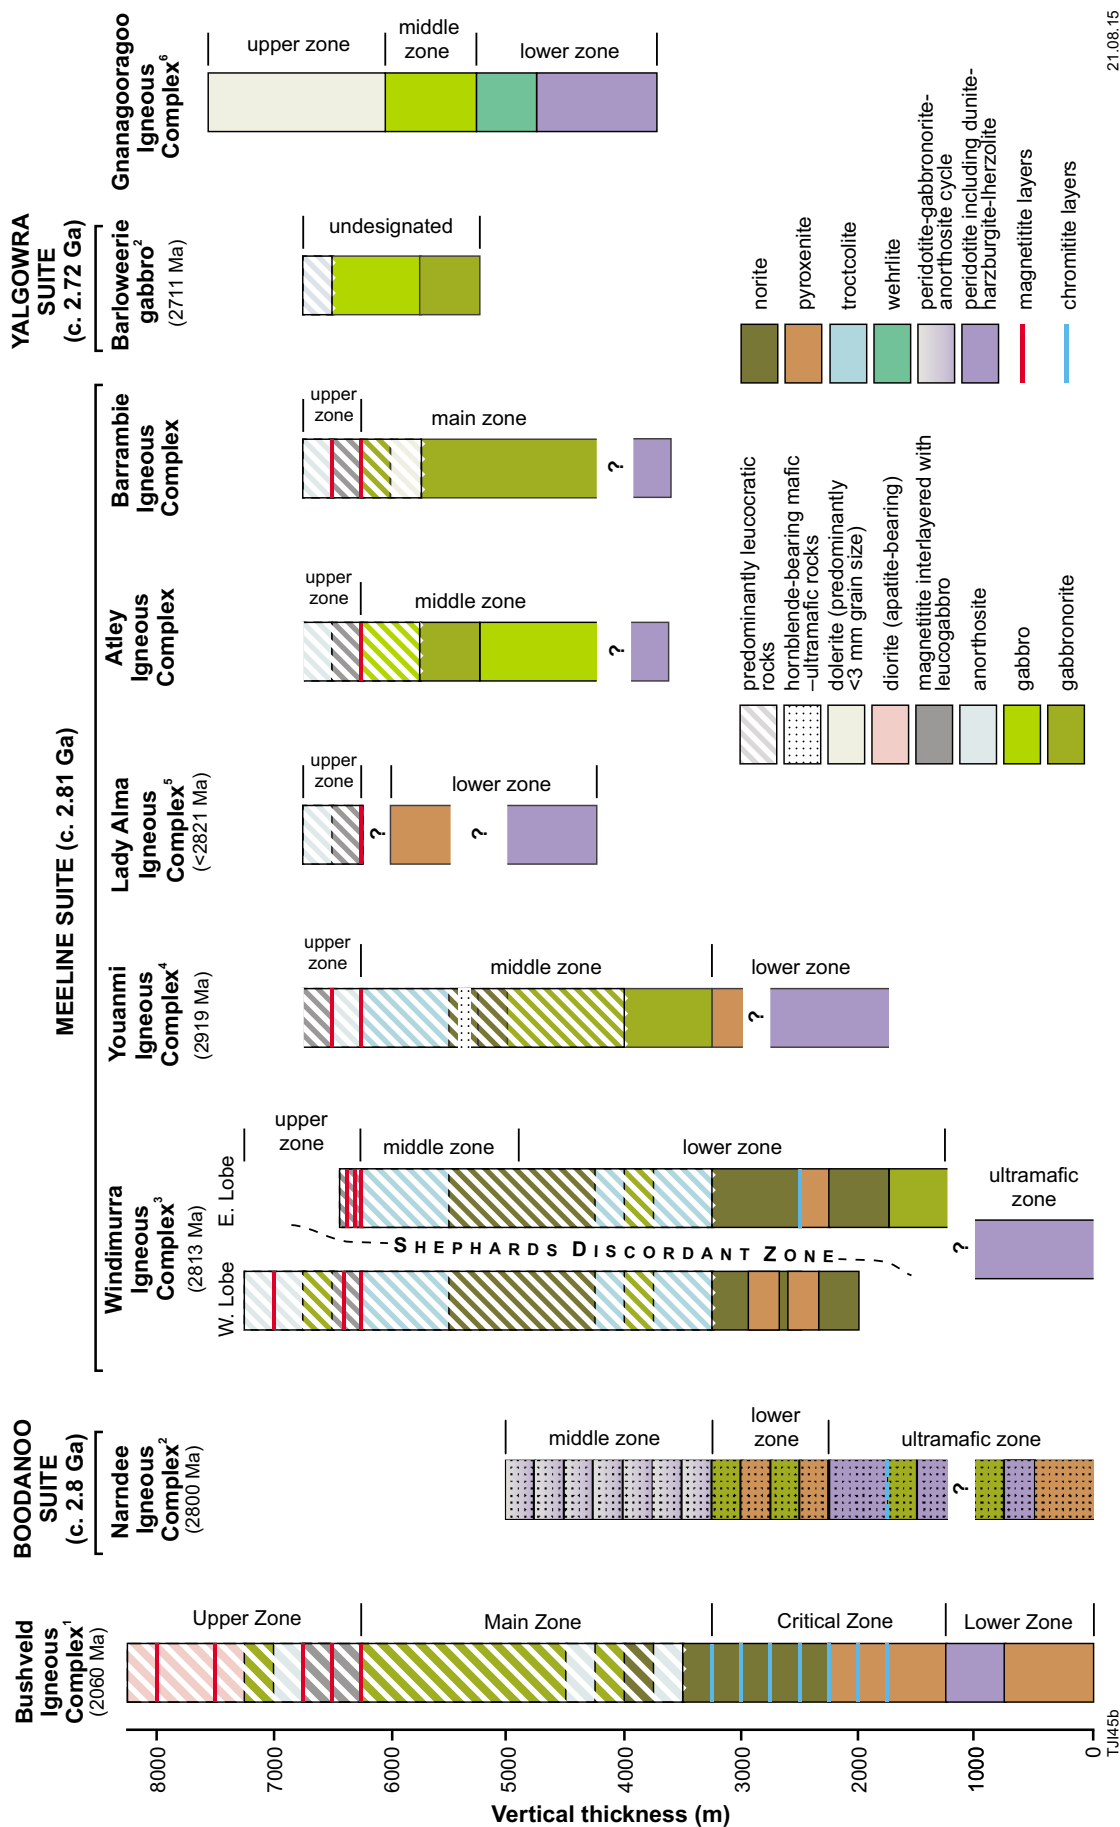 YALGOWRA
SUITE
(c. 2.72 Ga)
Gnanagooragoo
Igneous
Complex6
Barloweerie
gabbro2
(2711 Ma)
upper zone
middle
zone
lower zone
undesignated
MEELINE SUITE (c. 2.81 Ga)
Barrambie
Igneous
Complex
upper
zone
main zone
?
Atley
Igneous
Complex
upper
zone
middle zone
?
Lady Alma
Igneous
Complex5
(<2821 Ma)
upper
zone
?
lower zone
?
Youanmi
Igneous
Complex4
(2919 Ma)
upper
zone
middle zone
lower zone
?
Windimurra
Igneous
Complex3
(2813 Ma)
W. Lobe
E. Lobe
upper
zone
middle zone
lower zone
SHEPHARDS DISCORDANT ZONE
ultramafic
zone
?
BOODANOO
SUITE
(c. 2.8 Ga)
Narndee
Igneous
Complex2
(2800 Ma)
middle zone
lower
zone
ultramafic zone
?
Bushveld
Igneous
Complex1
(2060 Ma)
Upper Zone
Main Zone
Critical Zone
Lower Zone
8000
7000
6000
5000
4000
3000
2000
1000
0
Vertical thickness (m)
predominantly leucocratic
rocks
hornblende-bearing mafic
–ultramafic rocks
dolerite (predominantly
<3 mm grain size)
diorite (apatite-bearing)
magnetitite interlayered with
leucogabbro
anorthosite
gabbro
gabbronorite
norite
pyroxenite
troctcolite
wehrlite
peridotite-gabbronorite-
anorthosite cycle
peridotite including dunite-
harzburgite-lherzolite
magnetitite layers
chromitite layers
TJI45b
21.08.15